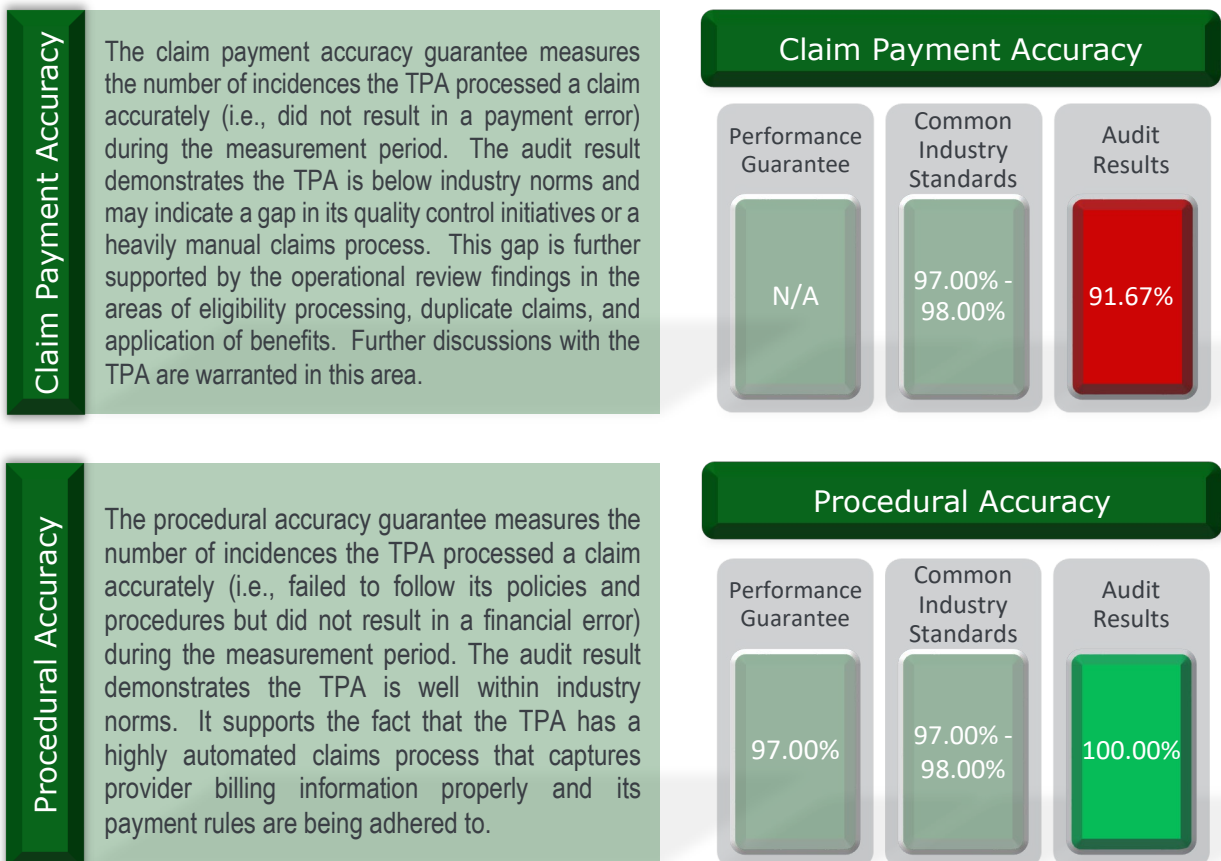 Claim Payment Accuracy
The claim payment accuracy guarantee measures
the number of incidences the TPA processed a claim
accurately (i.e., did not result in a payment error)
during the measurement period. The audit result
demonstrates the TPA is below industry norms and
may indicate a gap in its quality control initiatives or a
heavily manual claims process. This gap is further
supported by the operational review findings in the
areas of eligibility processing, duplicate claims, and
application of benefits. Further discussions with the
TPA are warranted in this area.
Claim Payment Accuracy
Performance
Guarantee
N/A
Common
Industry
Standards
97.00% -
98.00%
Audit
Results
91.67%
Procedural Accuracy
The procedural accuracy guarantee measures the
number of incidences the TPA processed a claim
accurately (i.e., failed to follow its policies and
procedures but did not result in a financial error)
during the measurement period. The audit result
demonstrates the TPA is well within industry
norms. It supports the fact that the TPA has a
highly automated claims process that captures
provider billing information properly and its
payment rules are being adhered to.
Procedural Accuracy
Performance
Guarantee
97.00%
Common
Industry
Standards
97.00% -
98.00%
Audit
Results
100.00%